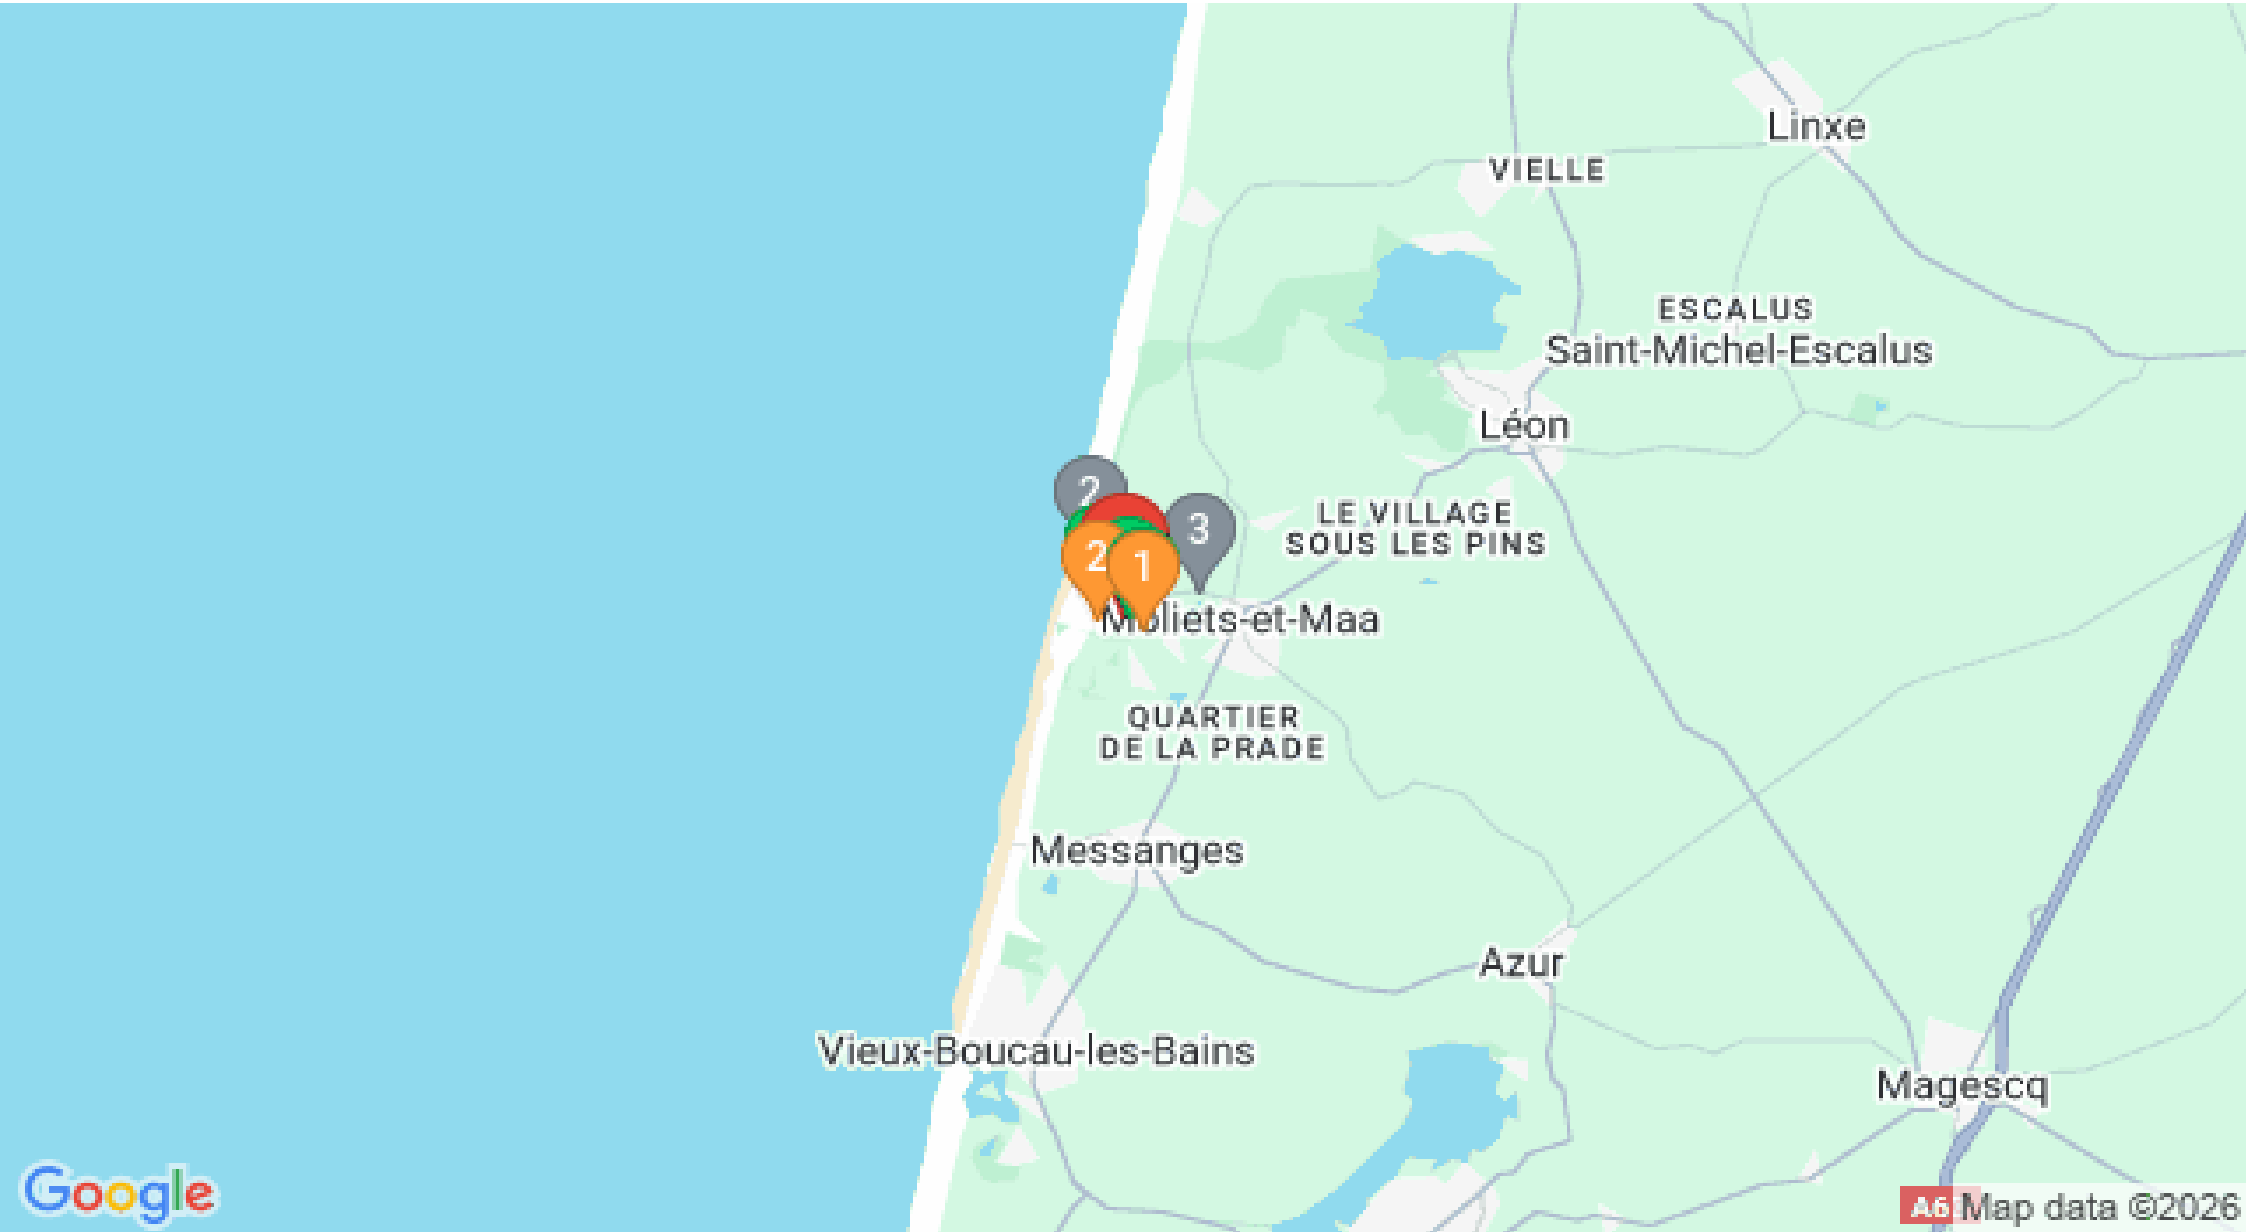 Linxe
VIELLE
ESCALUS
Saint-Michel-Escalus
Léon
2
3
LE VILLAGE
SOUS LES PINS
2
1
Moliets-et-Maa
QUARTIER
DE LA PRADE
Messanges
Azur
Vieux-Boucau-les-Bains
Magescq
Google
A6
Map data ©2026